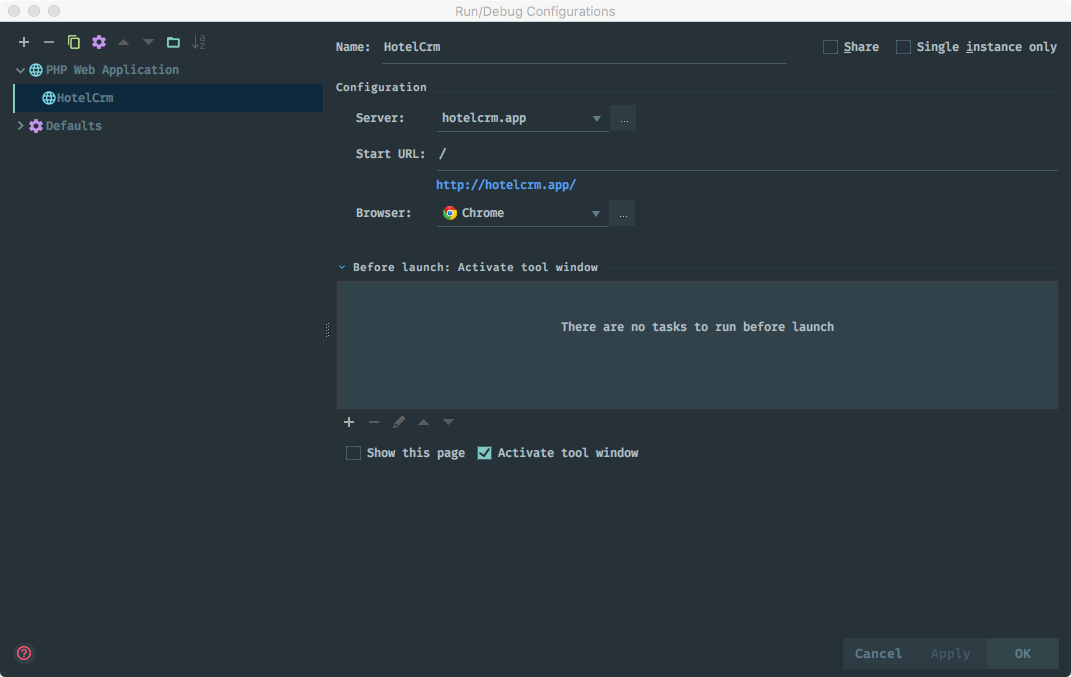 Run/Debug Configurations
Name: HotelCrm
Share
Single instance only
PHP Web Application
HotelCrm
Defaults
Configuration
Server: hotelcrm.app ...
Start URL: /
http://hotelcrm.app/
Browser: Chrome ...
Before launch: Activate tool window
There are no tasks to run before launch
Show this page
Activate tool window
Cancel
Apply
OK